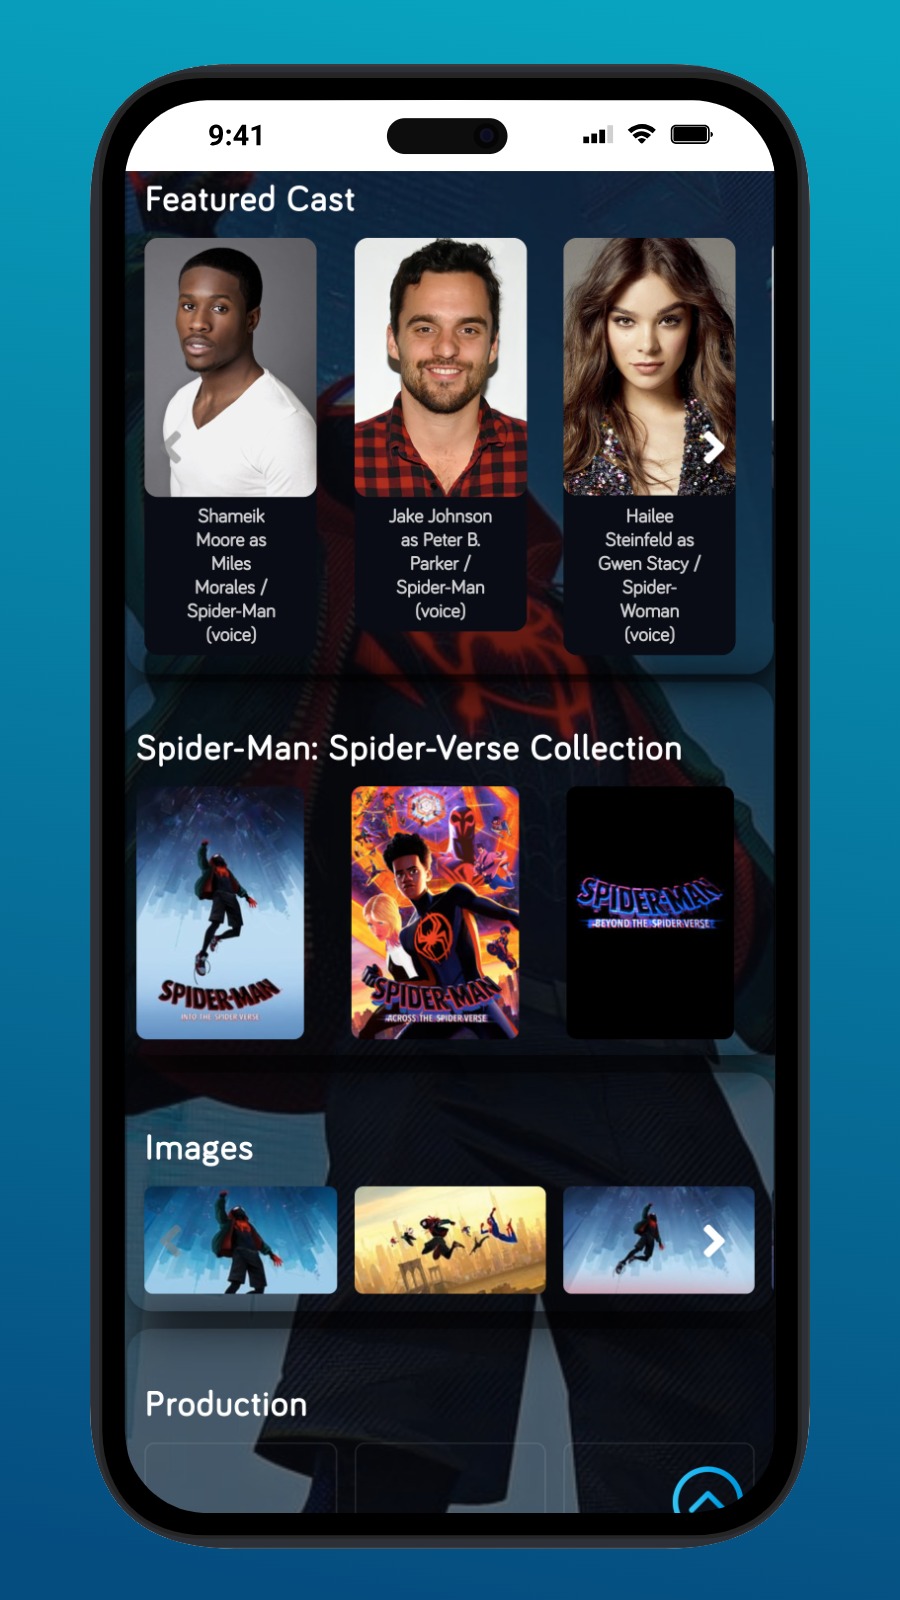 9:41
Featured Cast
Shameik
Moore as
Miles
Morales /
Spider-Man
(voice)
Jake Johnson
as Peter B.
Parker /
Spider-Man
(voice)
Hailee
Steinfeld as
Gwen Stacy /
Spider-
Woman
(voice)
Spider-Man: Spider-Verse Collection
SPIDER-MAN
INTO THE SPIDER-VERSE
SPIDER-MAN
ACROSS THE SPIDER-VERSE
SPIDER-MAN
BEYOND THE SPIDER-VERSE
Images
Production